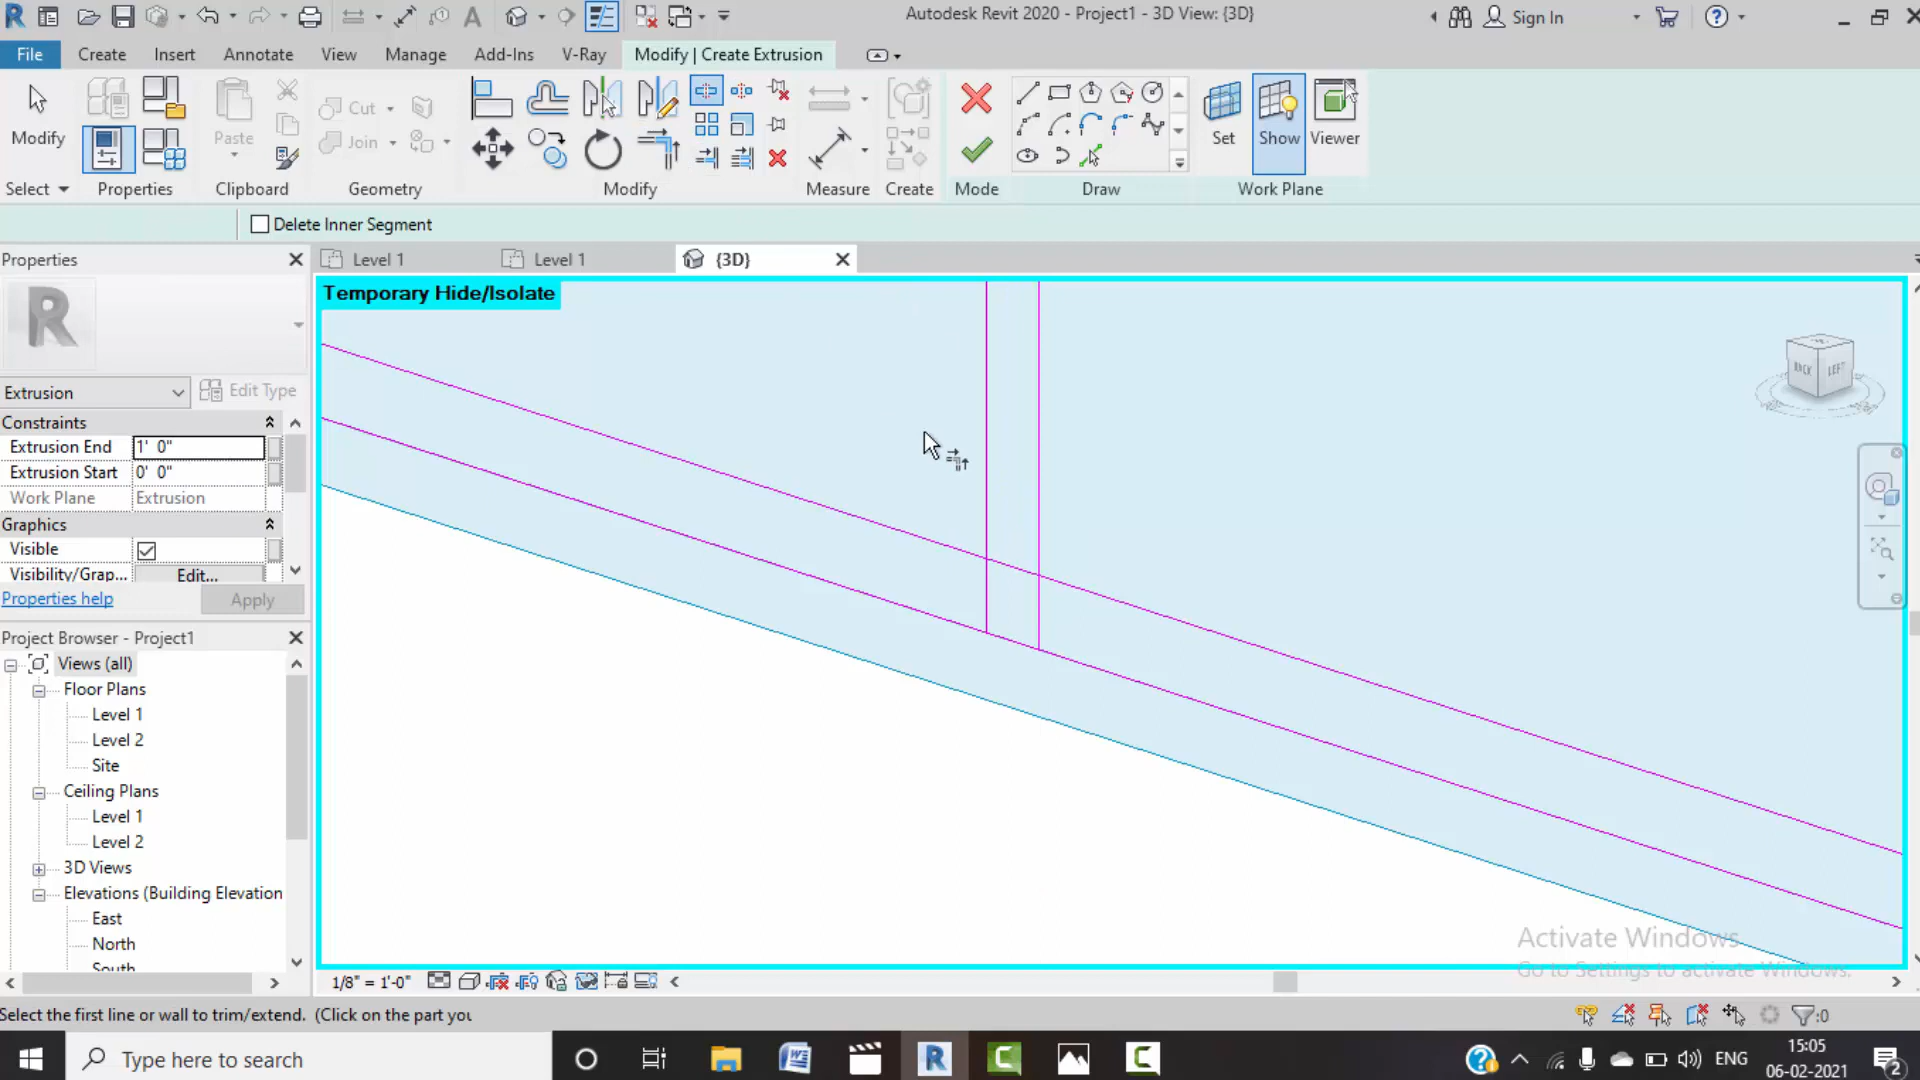 Autodesk Revit 2020 - Project1 - 3D View: {3D}
Sign In
File
Create
Insert
Annotate
View
Manage
Add-Ins
V-Ray
Modify | Create Extrusion
Modify
Paste
Cut
Join
Set
Show
Viewer
Select
Properties
Clipboard
Geometry
Modify
Measure
Create
Mode
Draw
Work Plane
Delete Inner Segment
Properties
Level 1
Level 1
{3D}
Temporary Hide/Isolate
BACK
LEFT
Extrusion
Edit Type
Constraints
Extrusion End
1' 0"
Extrusion Start
0' 0"
Work Plane
Extrusion
Graphics
Visible
Visibility/Grap...
Edit...
Properties help
Apply
Project Browser - Project1
Views (all)
Floor Plans
Level 1
Level 2
Site
Ceiling Plans
Level 1
Level 2
3D Views
Elevations (Building Elevation
East
North
South
Activate Windows
Go to Settings to activate Windows.
1/8" = 1'-0"
Select the first line or wall to trim/extend. (Click on the part you
:0
Type here to search
ENG
15:05
06-02-2021
2